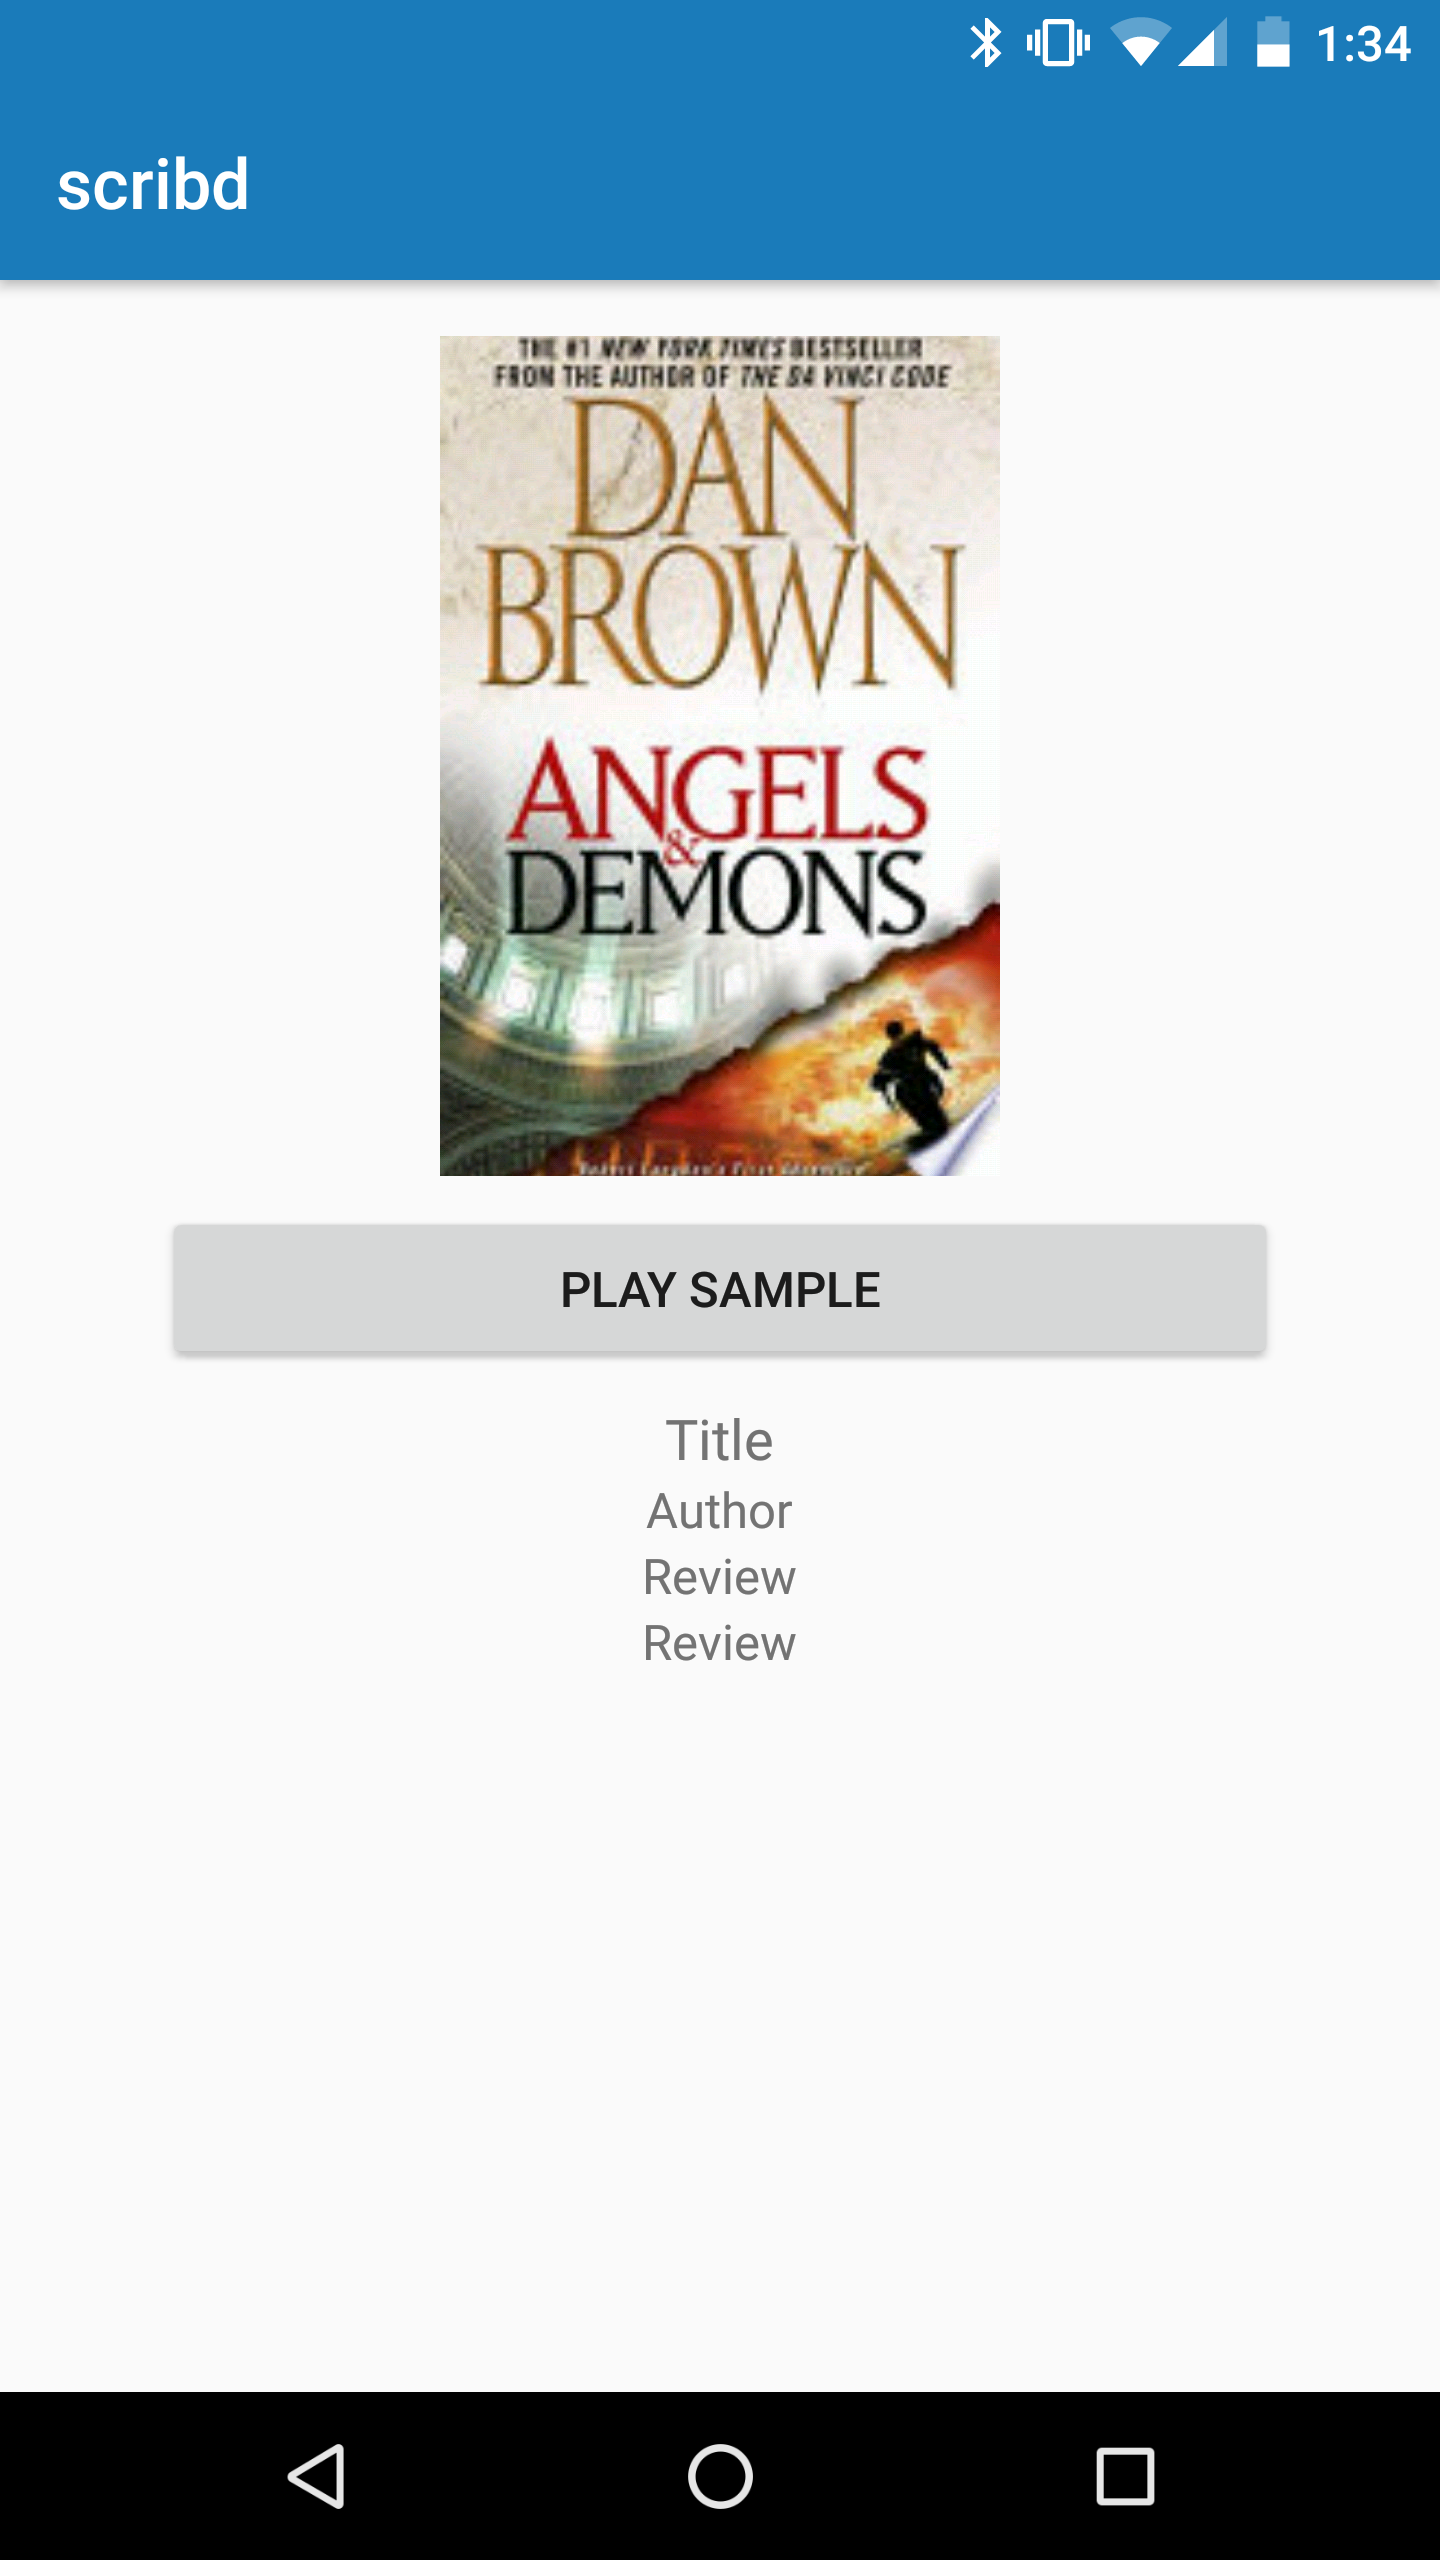 1:34
scribd
THE #1 NEW YORK TIMES BESTSELLER
FROM THE AUTHOR OF THE DA VINCI CODE
DAN
BROWN
ANGELS
&
DEMONS
PLAY SAMPLE
Title
Author
Review
Review